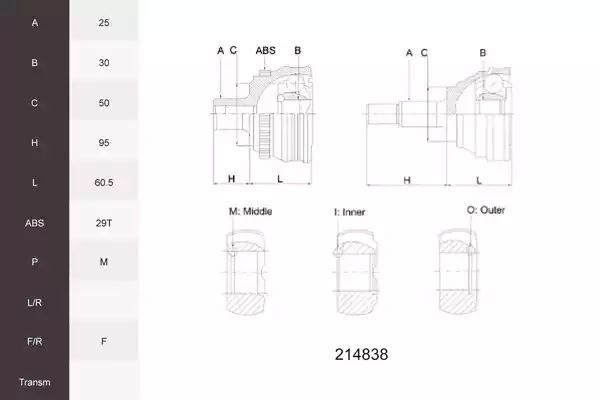 A 25
B 30
C 50
H 95
L 60.5
ABS 29T
P M
L/R
F/R F
Transm
A C ABS B
A C B
H L
H L
M: Middle
I: Inner
O: Outer
214838